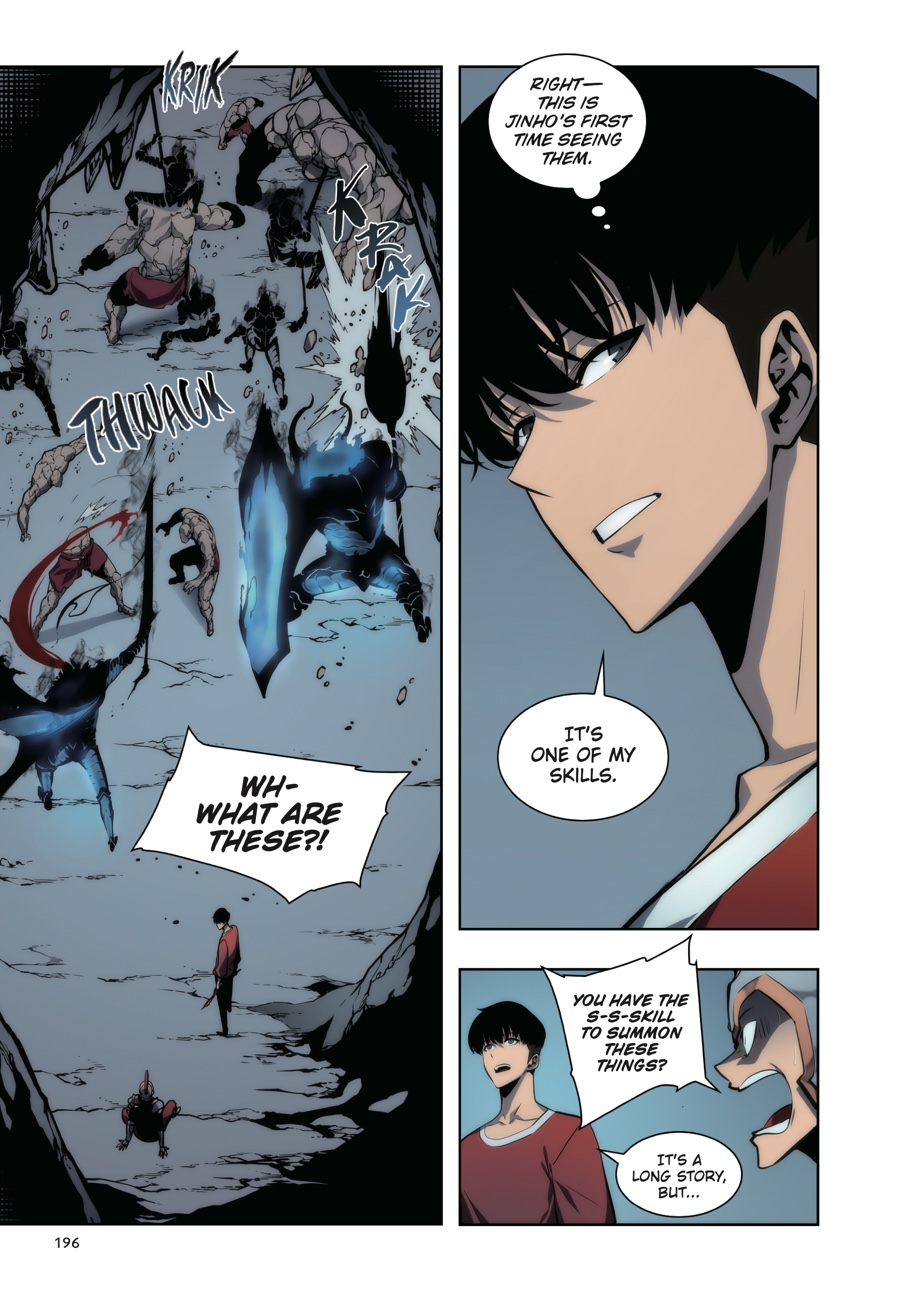 KRIK
KRAK
THWACK
WH-
WHAT ARE
THESE?!
RIGHT—
THIS IS
JINHO'S FIRST
TIME SEEING
THEM.
IT'S
ONE OF MY
SKILLS.
YOU HAVE THE
S-S-SKILL
TO SUMMON
THESE
THINGS?
IT'S A
LONG STORY,
BUT...
196